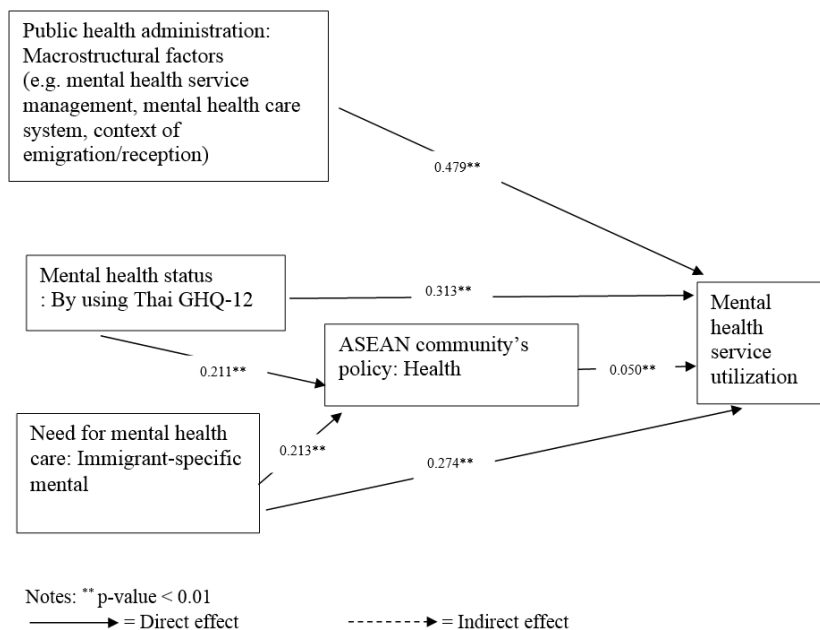 Public health administration:
Macrostructural factors
(e.g. mental health service
management, mental health care
system, context of
emigration/reception)
0.479**
Mental health status
: By using Thai GHQ-12
0.313**
Mental
health
service
utilization
ASEAN community’s
policy: Health
0.211**
0.050**
Need for mental health
care: Immigrant-specific
mental
0.213**
0.274**
Notes: ** p-value < 0.01
= Direct effect
= Indirect effect